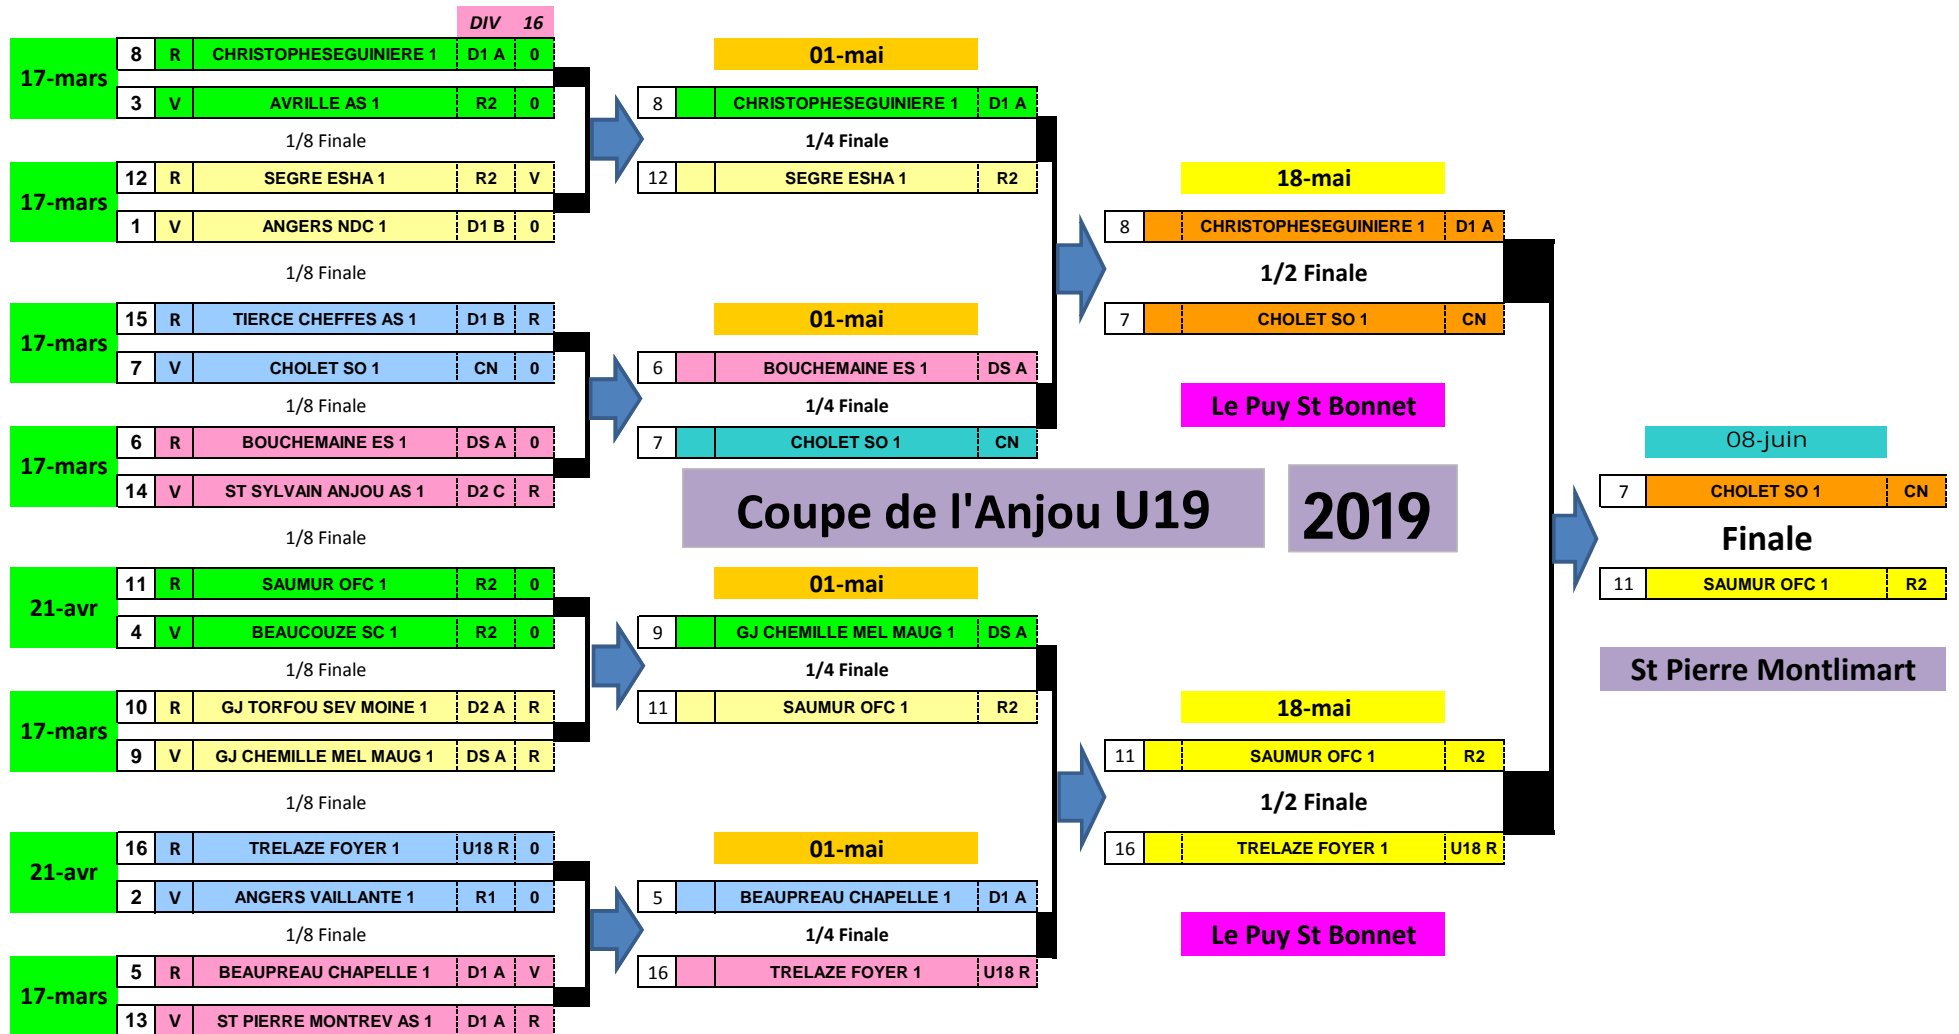 DIV 16
17-mars
8 R CHRISTOPHESEGUINIERE 1 D1 A 0
3 V AVRILLE AS 1 R2 0
1/8 Finale
17-mars
12 R SEGRE ESHA 1 R2 V
1 V ANGERS NDC 1 D1 B 0
1/8 Finale
17-mars
15 R TIERCE CHEFFES AS 1 D1 B R
7 V CHOLET SO 1 CN 0
1/8 Finale
17-mars
6 R BOUCHEMAINE ES 1 DS A 0
14 V ST SYLVAIN ANJOU AS 1 D2 C R
1/8 Finale
21-avr
11 R SAUMUR OFC 1 R2 0
4 V BEAUCOUZE SC 1 R2 0
1/8 Finale
17-mars
10 R GJ TORFOU SEV MOINE 1 D2 A R
9 V GJ CHEMILLE MEL MAUG 1 DS A R
1/8 Finale
21-avr
16 R TRELAZE FOYER 1 U18 R 0
2 V ANGERS VAILLANTE 1 R1 0
1/8 Finale
17-mars
5 R BEAUPREAU CHAPELLE 1 D1 A V
13 V ST PIERRE MONTREV AS 1 D1 A R
01-mai
8 CHRISTOPHESEGUINIERE 1 D1 A
1/4 Finale
12 SEGRE ESHA 1 R2
01-mai
6 BOUCHEMAINE ES 1 DS A
1/4 Finale
7 CHOLET SO 1 CN
Coupe de l'Anjou U19 2019
01-mai
9 GJ CHEMILLE MEL MAUG 1 DS A
1/4 Finale
11 SAUMUR OFC 1 R2
01-mai
5 BEAUPREAU CHAPELLE 1 D1 A
1/4 Finale
16 TRELAZE FOYER 1 U18 R
18-mai
8 CHRISTOPHESEGUINIERE 1 D1 A
1/2 Finale
7 CHOLET SO 1 CN
Le Puy St Bonnet
18-mai
11 SAUMUR OFC 1 R2
1/2 Finale
16 TRELAZE FOYER 1 U18 R
Le Puy St Bonnet
08-juin
7 CHOLET SO 1 CN
Finale
11 SAUMUR OFC 1 R2
St Pierre Montlimart